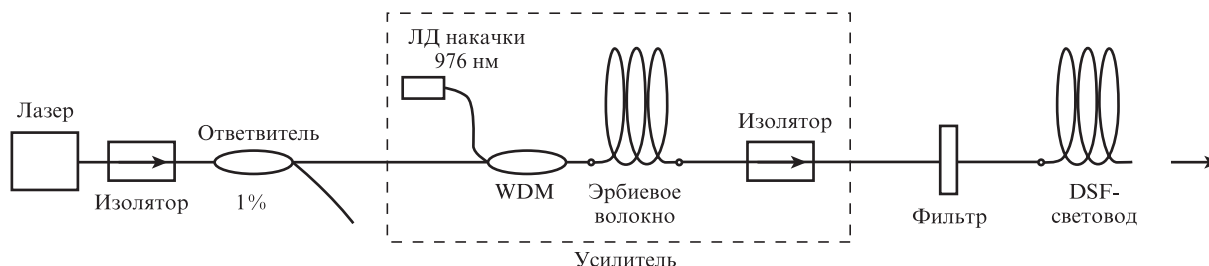 ЛД накачки
976 нм
Лазер
Ответвитель
Изолятор
Изолятор
1%
WDM
Эрбиевое
волокно
Фильтр
DSF-
световод
Усилитель